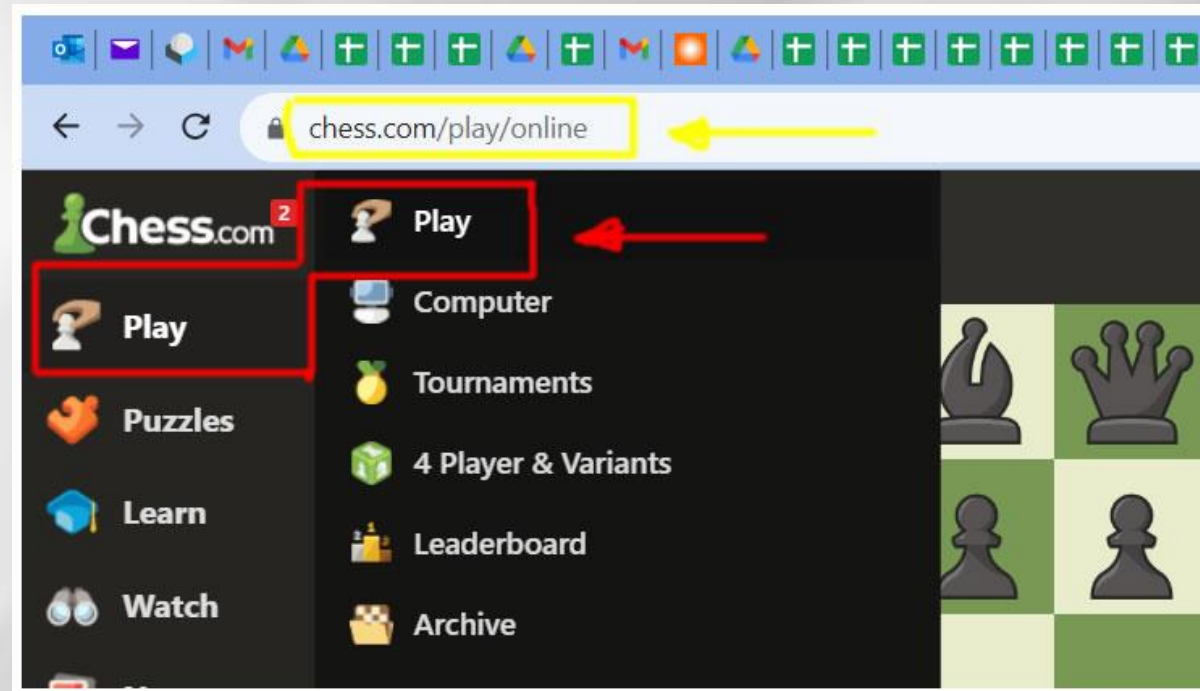 chess.com/play/online
Chess.com 2
Play
Puzzles
Learn
Watch
Play
Computer
Tournaments
4 Player & Variants
Leaderboard
Archive